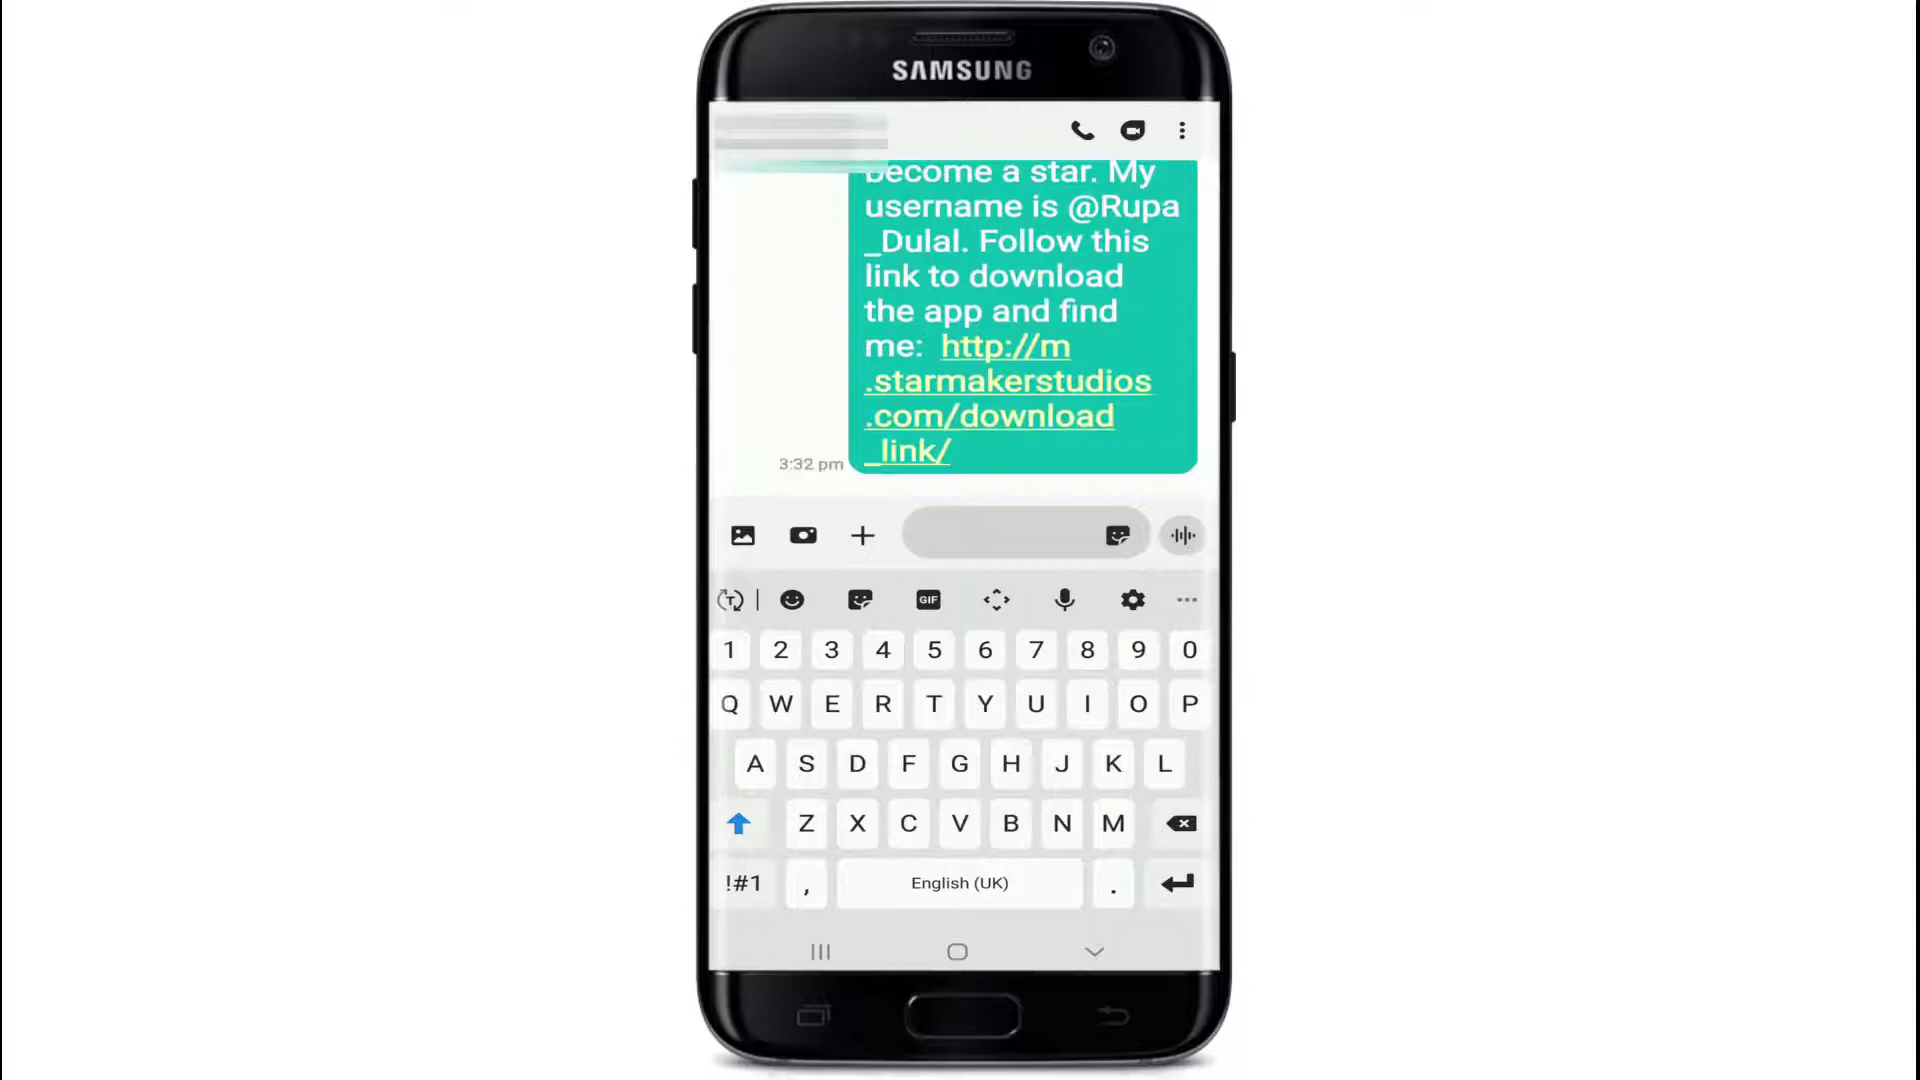 SAMSUNG
become a star. My
username is @Rupa
_Dulal. Follow this
link to download
the app and find
me: http://m
.starmakerstudios
.com/download
_link/
3:32 pm
T
GIF
1 2 3 4 5 6 7 8 9 0
Q W E R T Y U I O P
A S D F G H J K L
Z X C V B N M
!#1 , English (UK) .